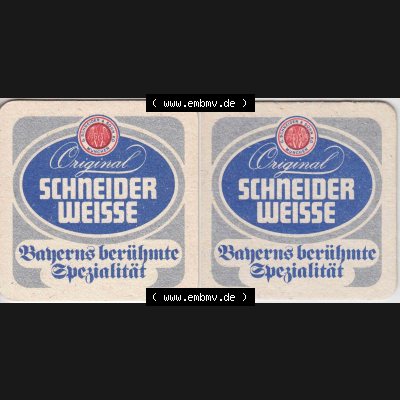 ( www.embmv.de )
Original
SCHNEIDER
WEISSE
Bayerns berühmte
Spezialität
Original
SCHNEIDER
WEISSE
Bayerns berühmte
Spezialität
( www.embmv.de )